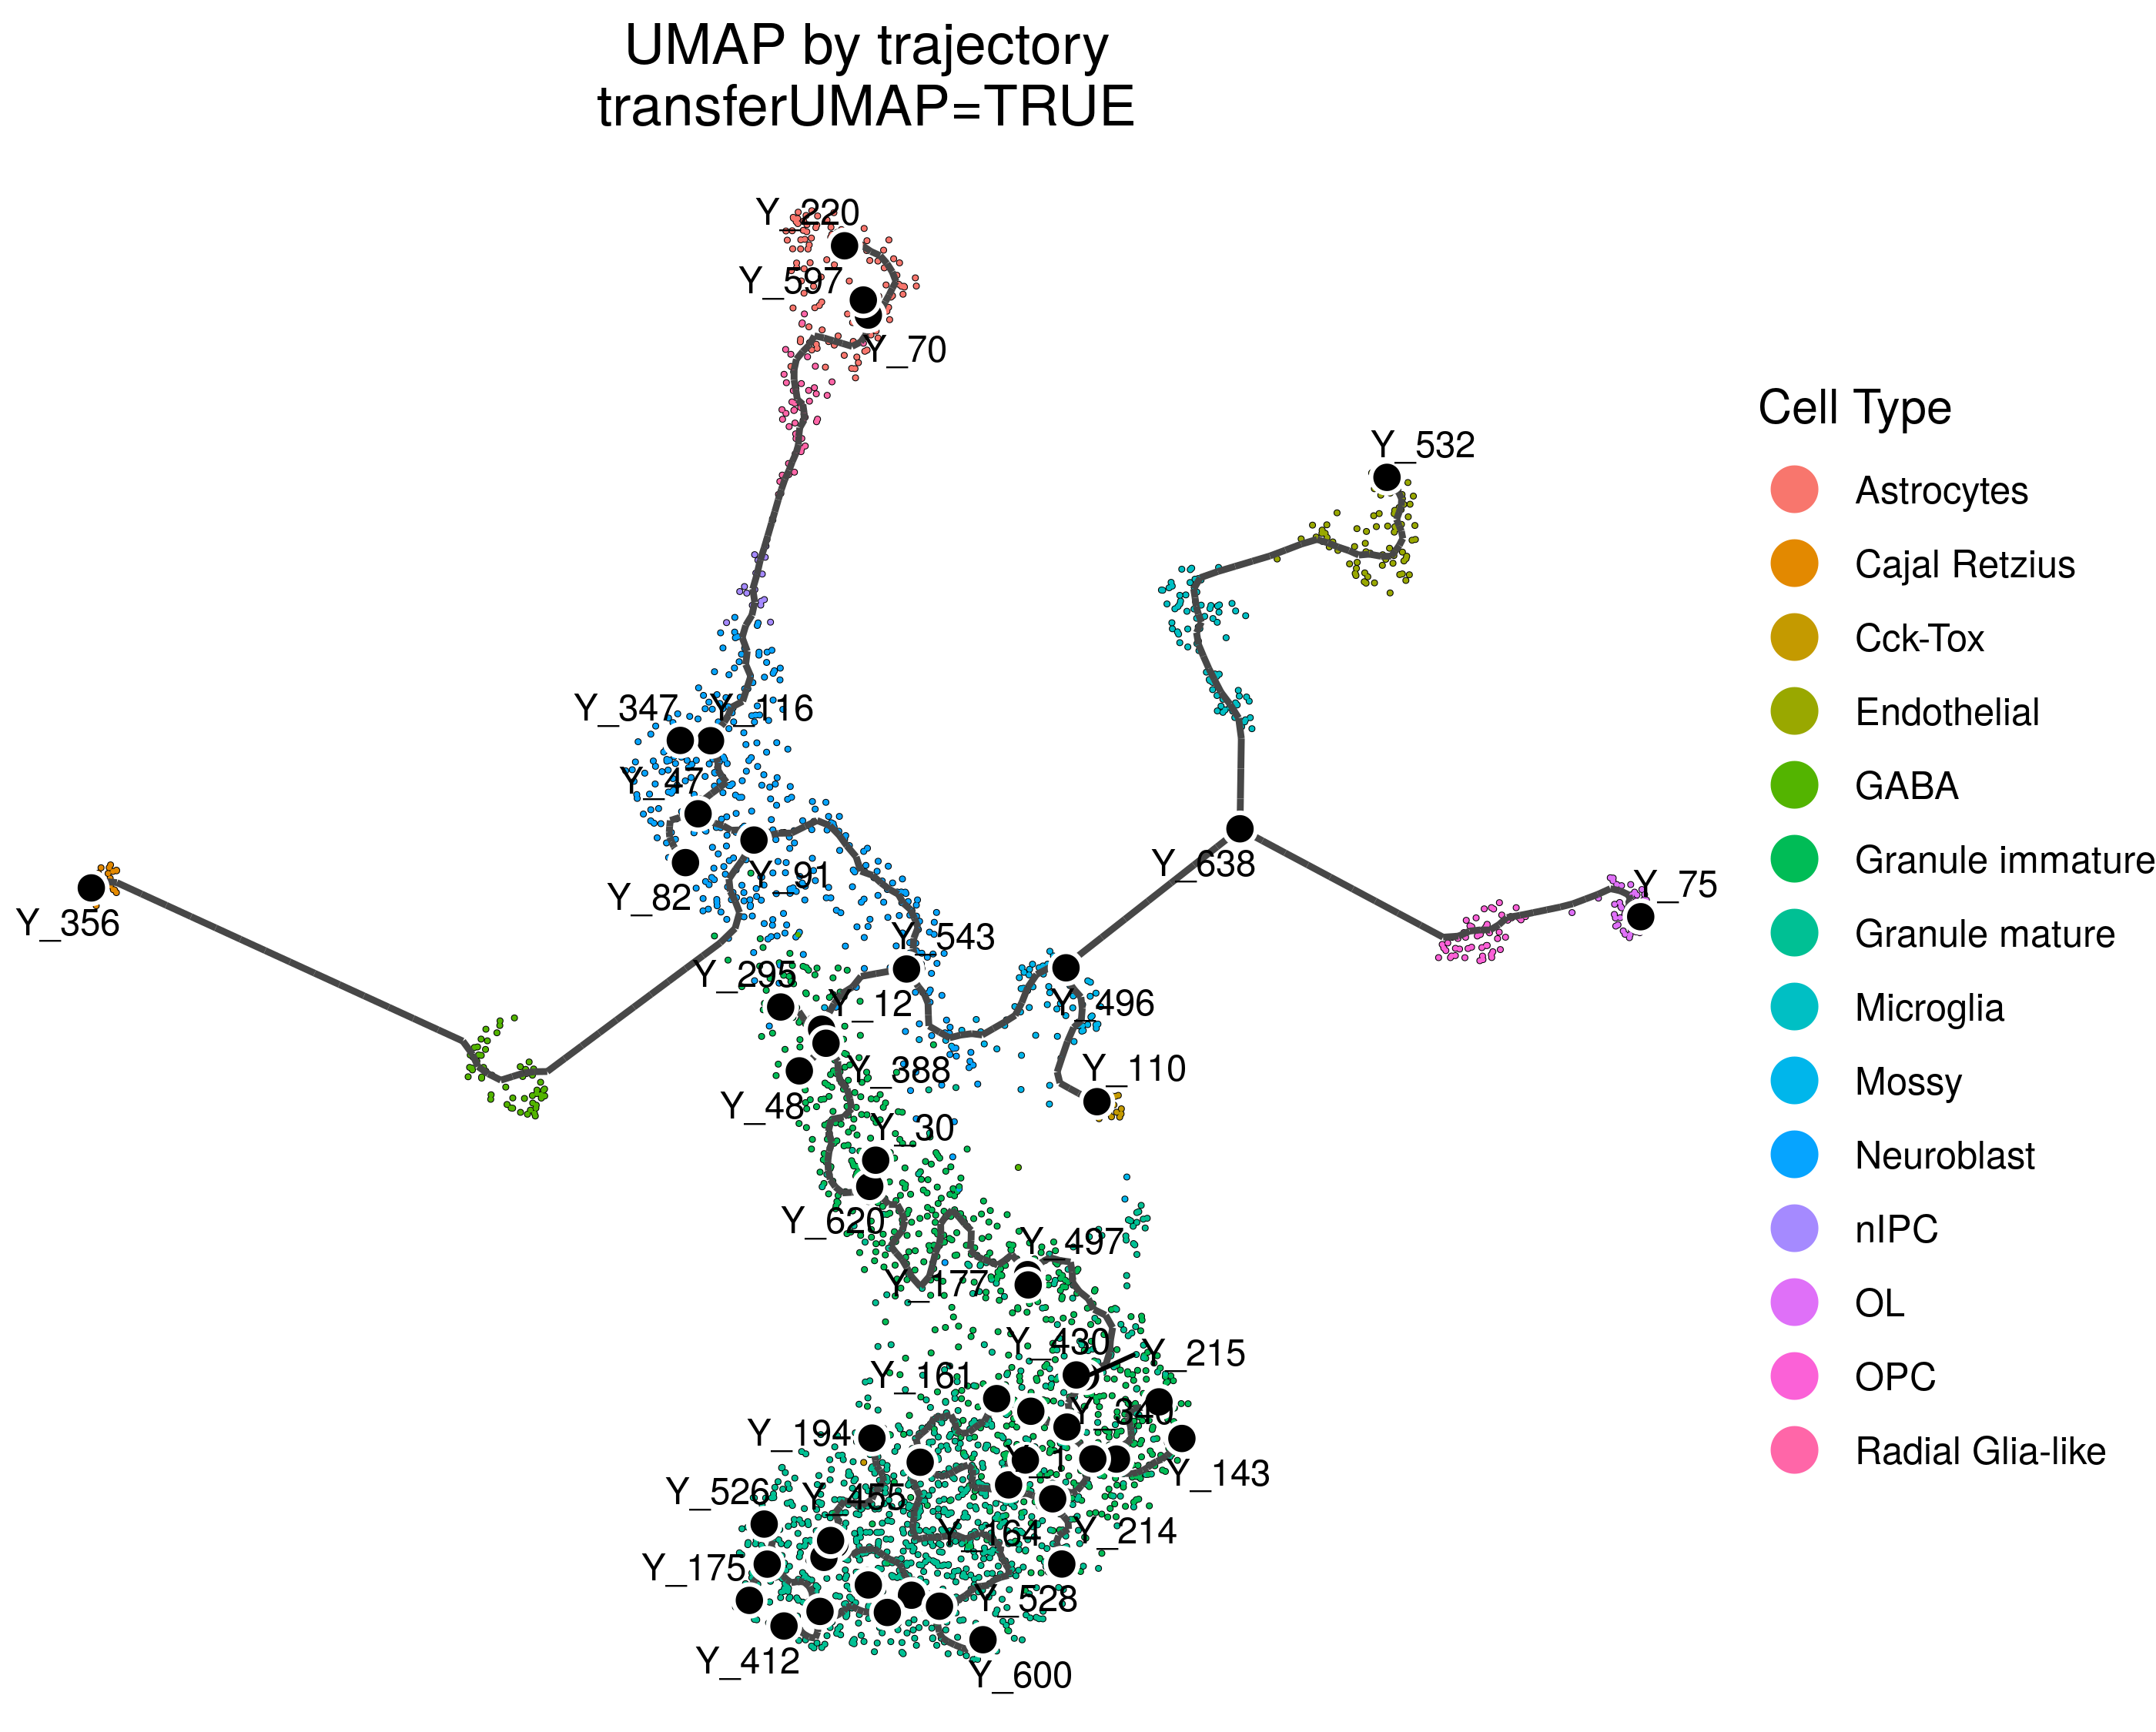 UMAP by trajectory
transferUMAP=TRUE
Y_220
Y_597
Y_70
Y_532
Y_347
Y_116
Y_47
Y_638
Y_91
Y_82
Y_75
Y_356
Y_543
Y_295
Y_12
Y_496
Y_388
Y_110
Y_48
Y_30
Y_620
Y_497
Y_177
Y_430
Y_215
Y_161
Y_340
Y_194
Y_1
Y_143
Y_526
Y_455
Y_164
Y_214
Y_175
Y_528
Y_412
Y_600
Cell Type
Astrocytes
Cajal Retzius
Cck-Tox
Endothelial
GABA
Granule immature
Granule mature
Microglia
Mossy
Neuroblast
nIPC
OL
OPC
Radial Glia-like